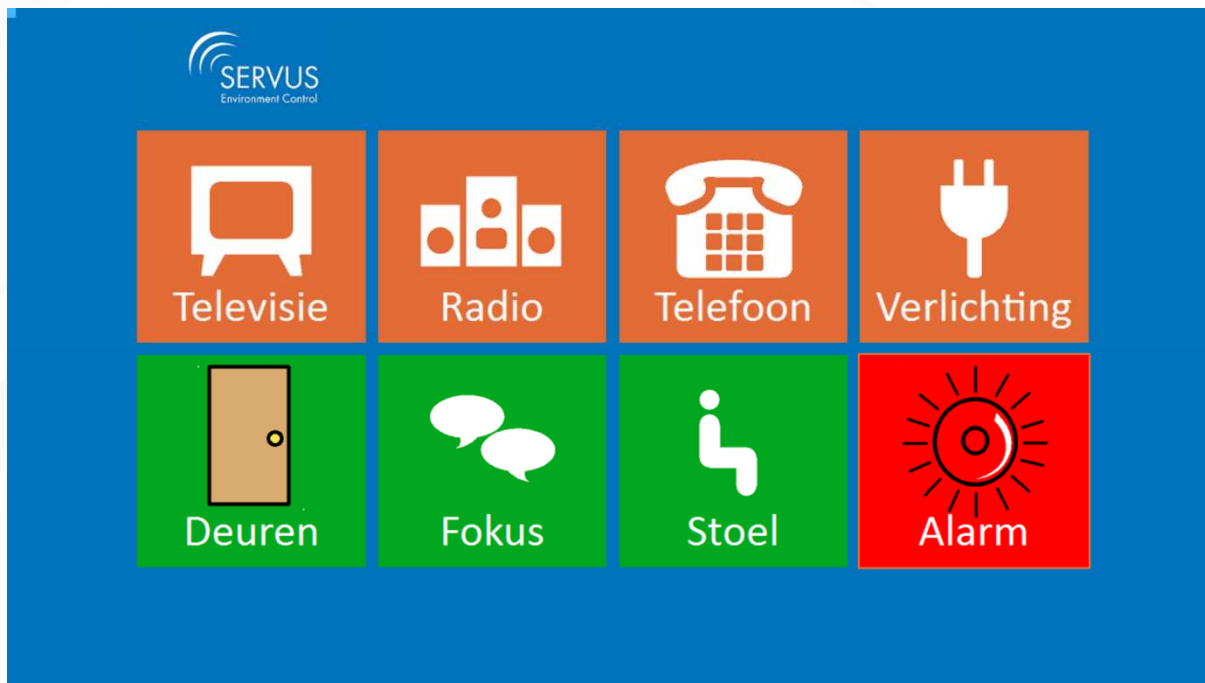 SERVUS
Environment Control
Televisie
Radio
Telefoon
Verlichting
Deuren
Fokus
Stoel
Alarm